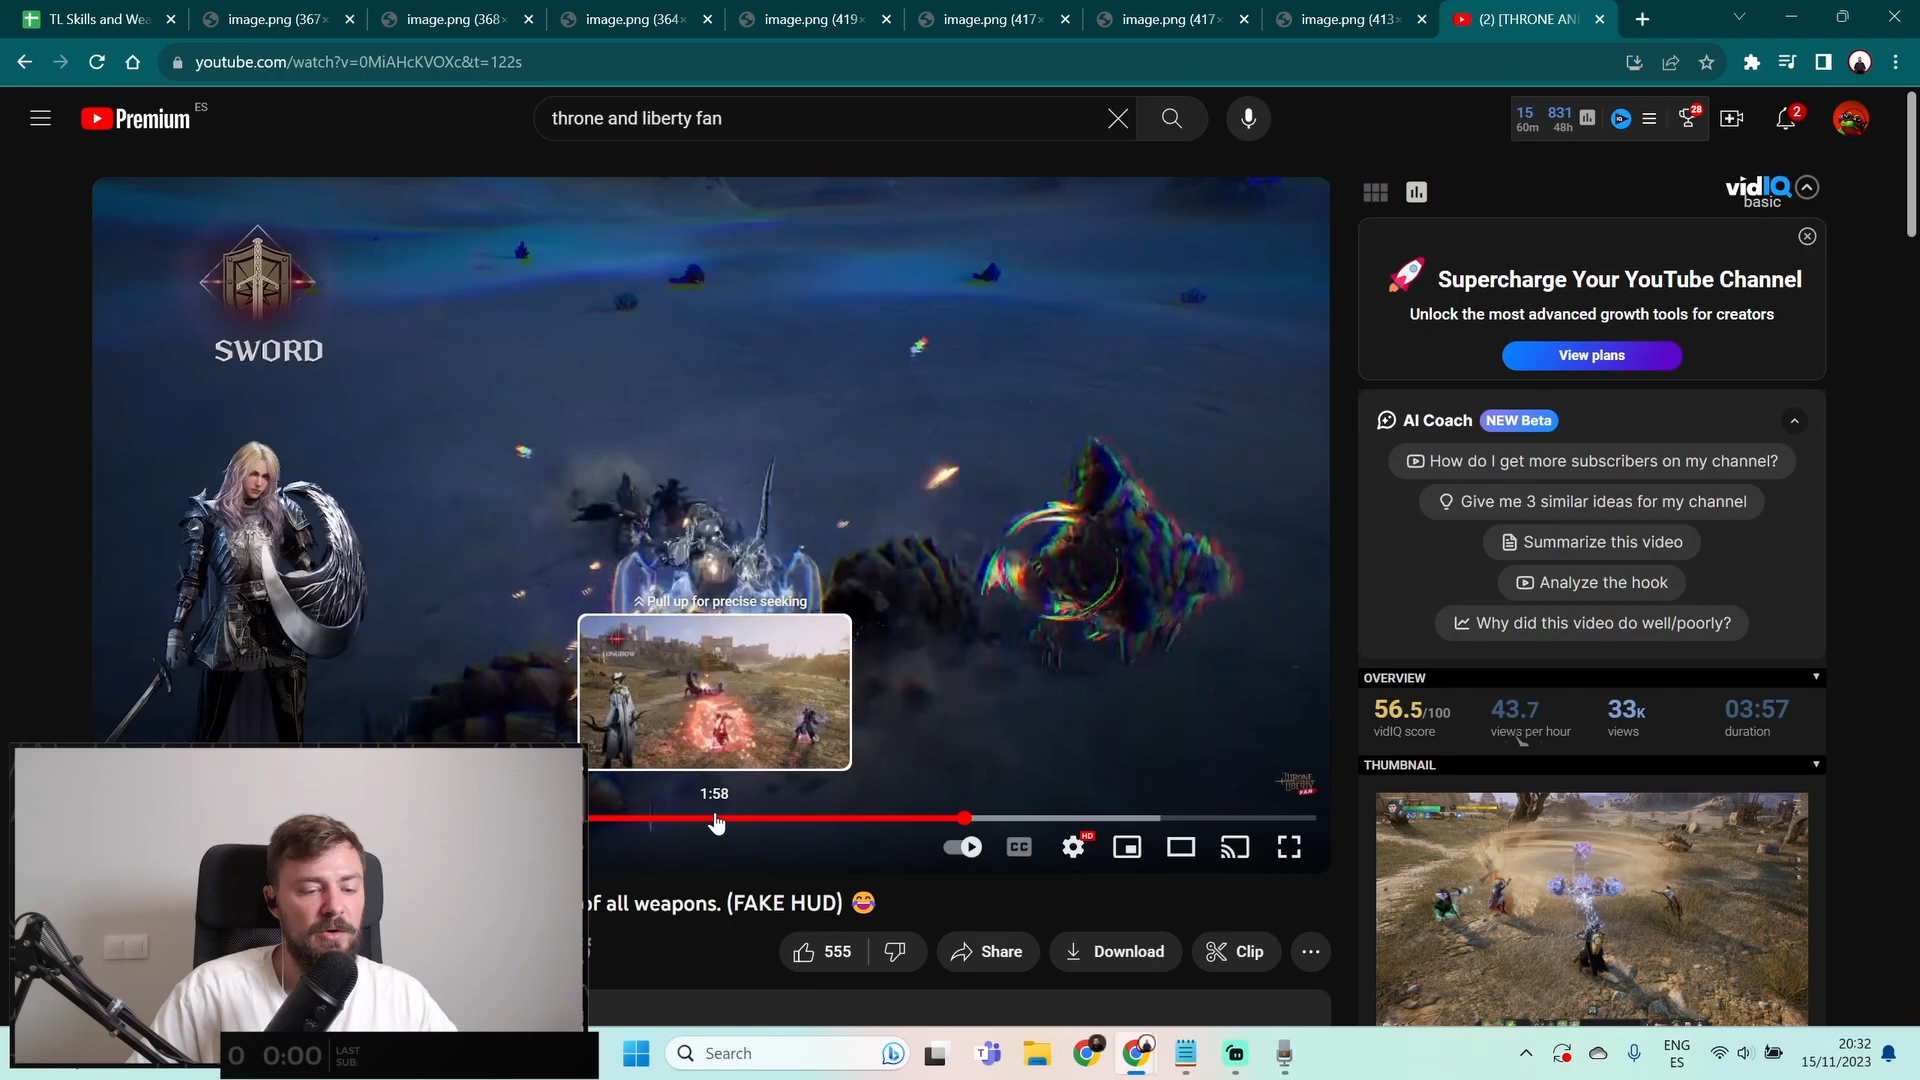 TL Skills and Wea
image.png (367×
image.png (368×
image.png (364×
image.png (419×
image.png (417×
image.png (417×
image.png (413×
(2) [THRONE AN
youtube.com/watch?v=0MiAHcKVOXc&t=122s
Premium
ES
throne and liberty fan
15
60m
831
48h
28
2
SWORD
Pull up for precise seeking
LONGBOW
1:58
THRONE
LIBERTY
FAN
HD
CC
of all weapons. (FAKE HUD) 😂
555
Share
Download
Clip
vidIQ
basic
Supercharge Your YouTube Channel
Unlock the most advanced growth tools for creators
View plans
AI Coach NEW Beta
How do I get more subscribers on my channel?
Give me 3 similar ideas for my channel
Summarize this video
Analyze the hook
Why did this video do well/poorly?
OVERVIEW
56.5/100
vidIQ score
43.7
views per hour
33K
views
03:57
duration
THUMBNAIL
0 0:00 LAST
SUB:
Search
ENG
ES
20:32
15/11/2023